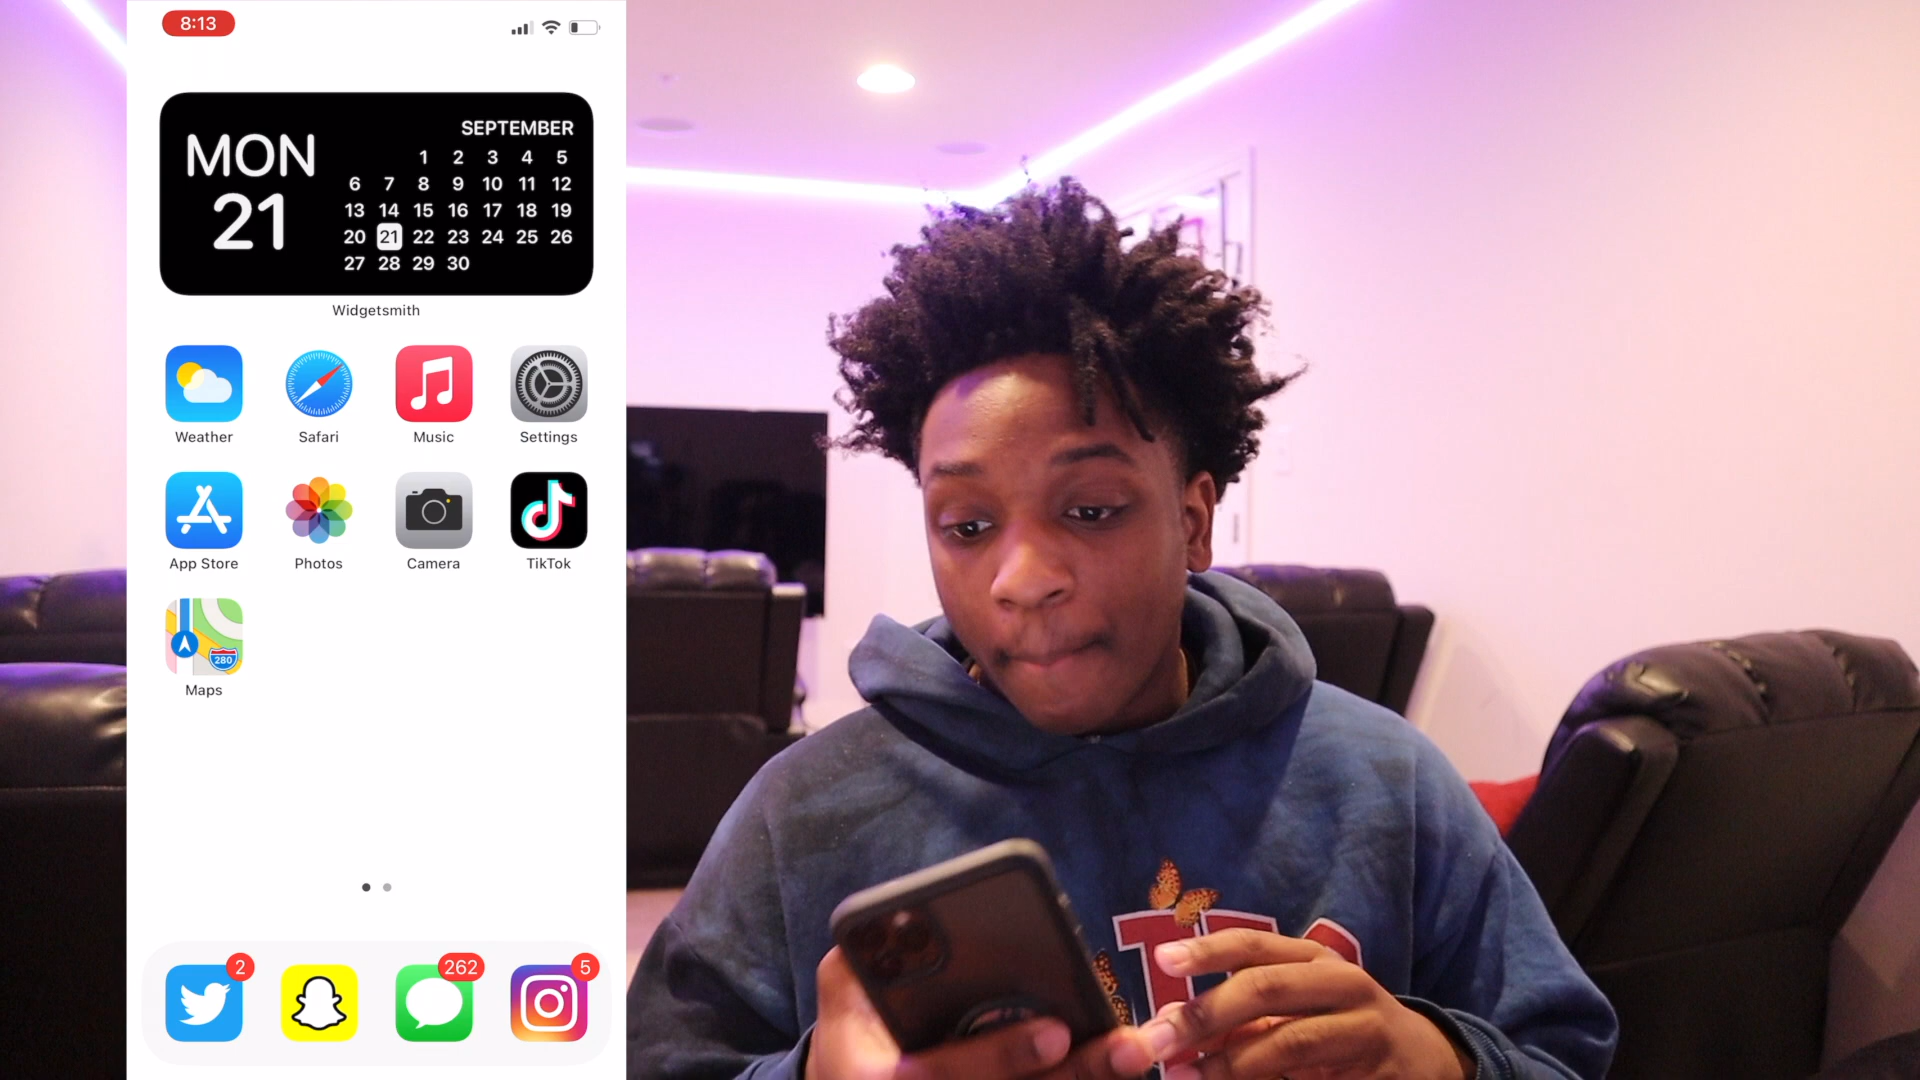 8:13
MON
21
SEPTEMBER
1 2 3 4 5
6 7 8 9 10 11 12
13 14 15 16 17 18 19
20 21 22 23 24 25 26
27 28 29 30
Widgetsmith
Weather Safari Music Settings
App Store Photos Camera TikTok
280
Maps
2 262 5